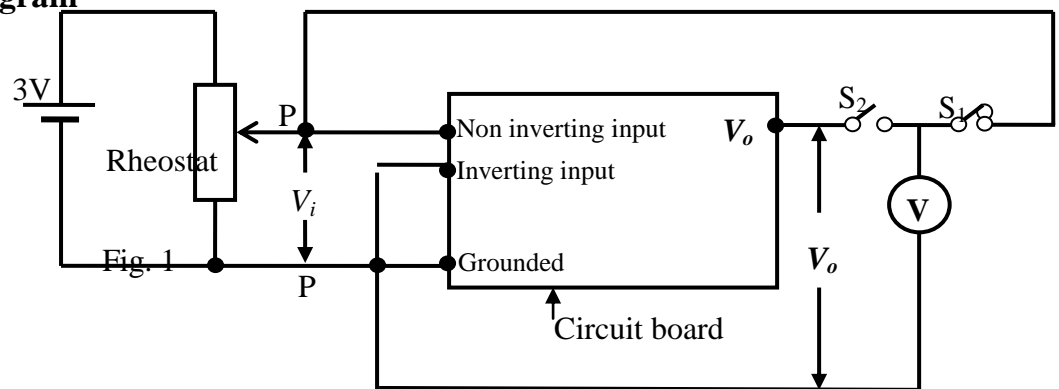 gram
3V
P
Non inverting input
Vo
S2
S1
Rheostat
Inverting input
Vi
V
Fig. 1
Grounded
Vo
P
Circuit board